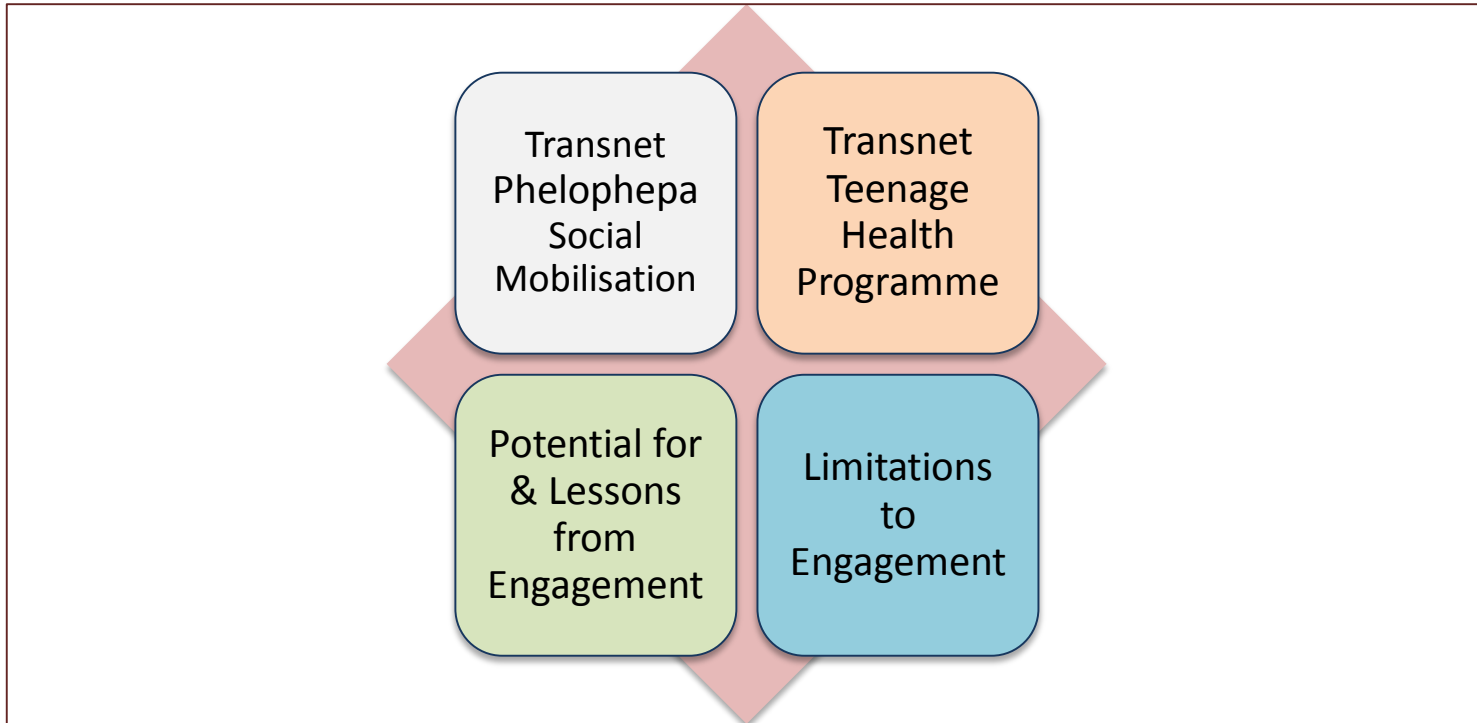 Transnet
Phelophepa
Social
Mobilisation
Transnet
Teenage
Health
Programme
Potential for
& Lessons
from
Engagement
Limitations
to
Engagement